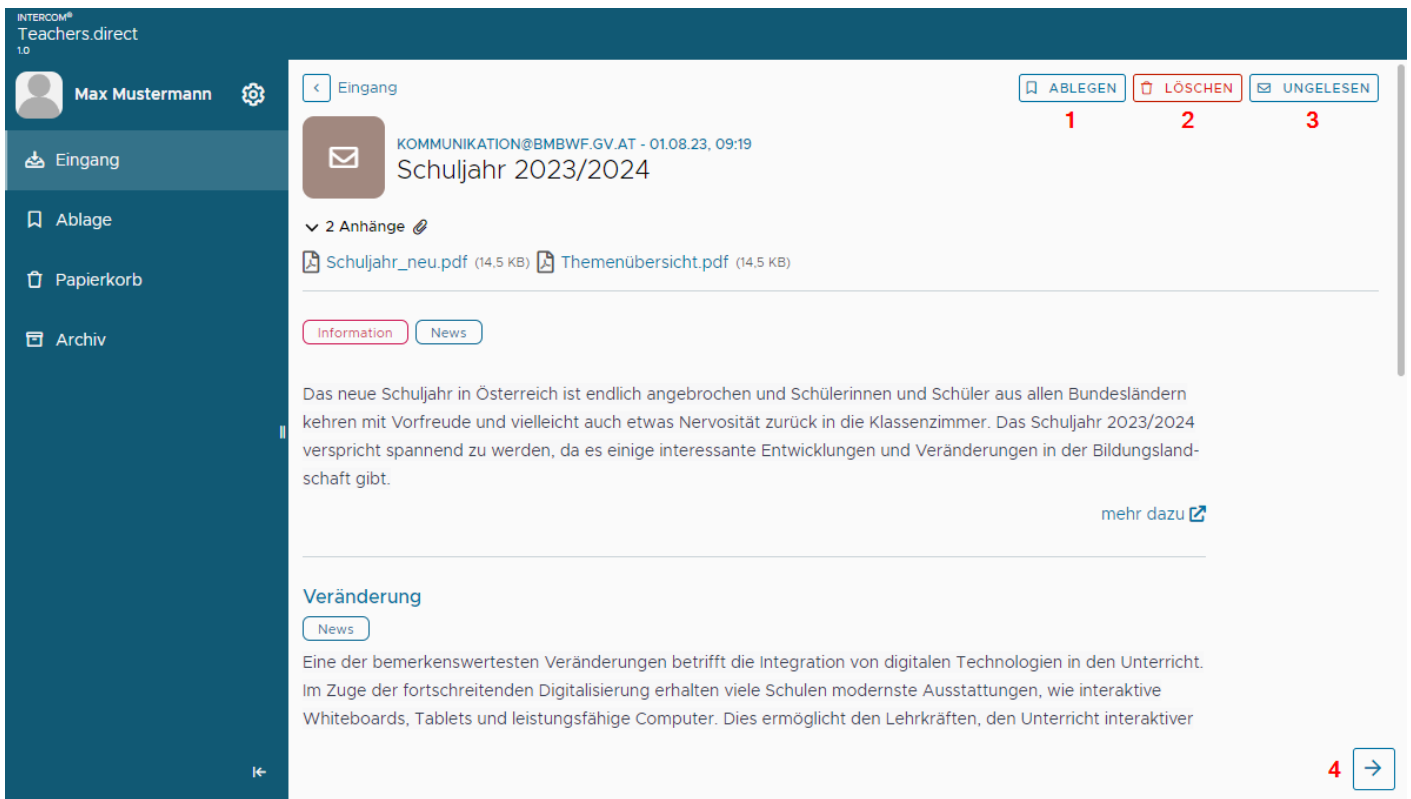 INTERCOM®
Teachers.direct
1.0
Max Mustermann
Eingang
Ablage
Papierkorb
Archiv
Eingang
ABLEGEN
LÖSCHEN
UNGELESEN
1
2
3
KOMMUNIKATION@BMBWF.GV.AT - 01.08.23, 09:19
Schuljahr 2023/2024
2 Anhänge
Schuljahr_neu.pdf (14,5 KB) Themenübersicht.pdf (14,5 KB)
Information News
Das neue Schuljahr in Österreich ist endlich angebrochen und Schülerinnen und Schüler aus allen Bundesländern
kehren mit Vorfreude und vielleicht auch etwas Nervosität zurück in die Klassenzimmer. Das Schuljahr 2023/2024
verspricht spannend zu werden, da es einige interessante Entwicklungen und Veränderungen in der Bildungsland-
schaft gibt.
mehr dazu
Veränderung
News
Eine der bemerkenswertesten Veränderungen betrifft die Integration von digitalen Technologien in den Unterricht.
Im Zuge der fortschreitenden Digitalisierung erhalten viele Schulen modernste Ausstattungen, wie interaktive
Whiteboards, Tablets und leistungsfähige Computer. Dies ermöglicht den Lehrkräften, den Unterricht interaktiver
4